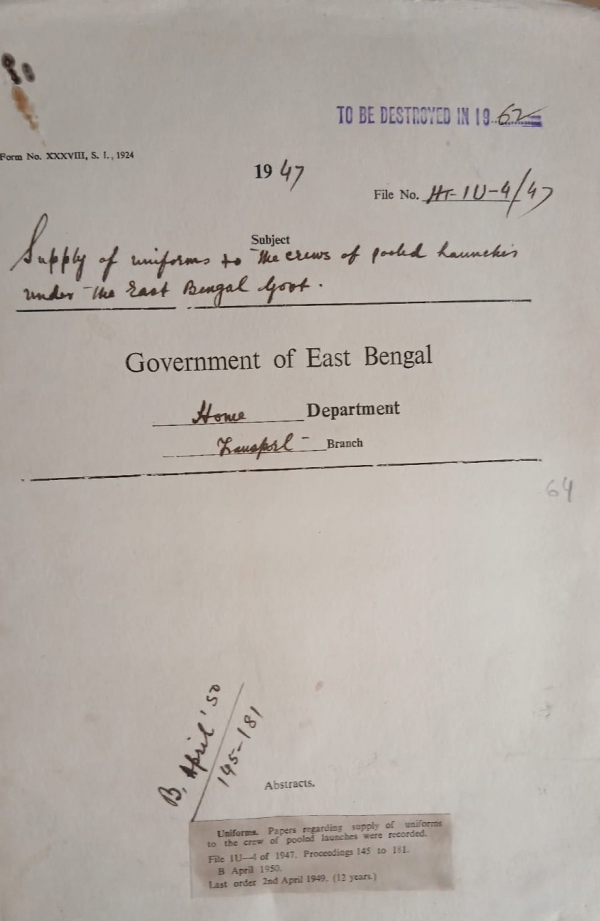 TO BE DESTROYED IN 19 62
Form No. XXXVIII, S. I., 1924
1947
File No. HT-1U-4/47
Subject
Supply of uniforms to the crews of pooled launches
under the East Bengal Govt.
Government of East Bengal
Home Department
Transport Branch
64
B, April '50
145-181
Abstracts.
Uniforms. Papers regarding supply of uniforms
to the crew of pooled launches were recorded.
File 1U—4 of 1947. Proceedings 145 to 181.
B April 1950.
Last order 2nd April 1949. (12 years.)